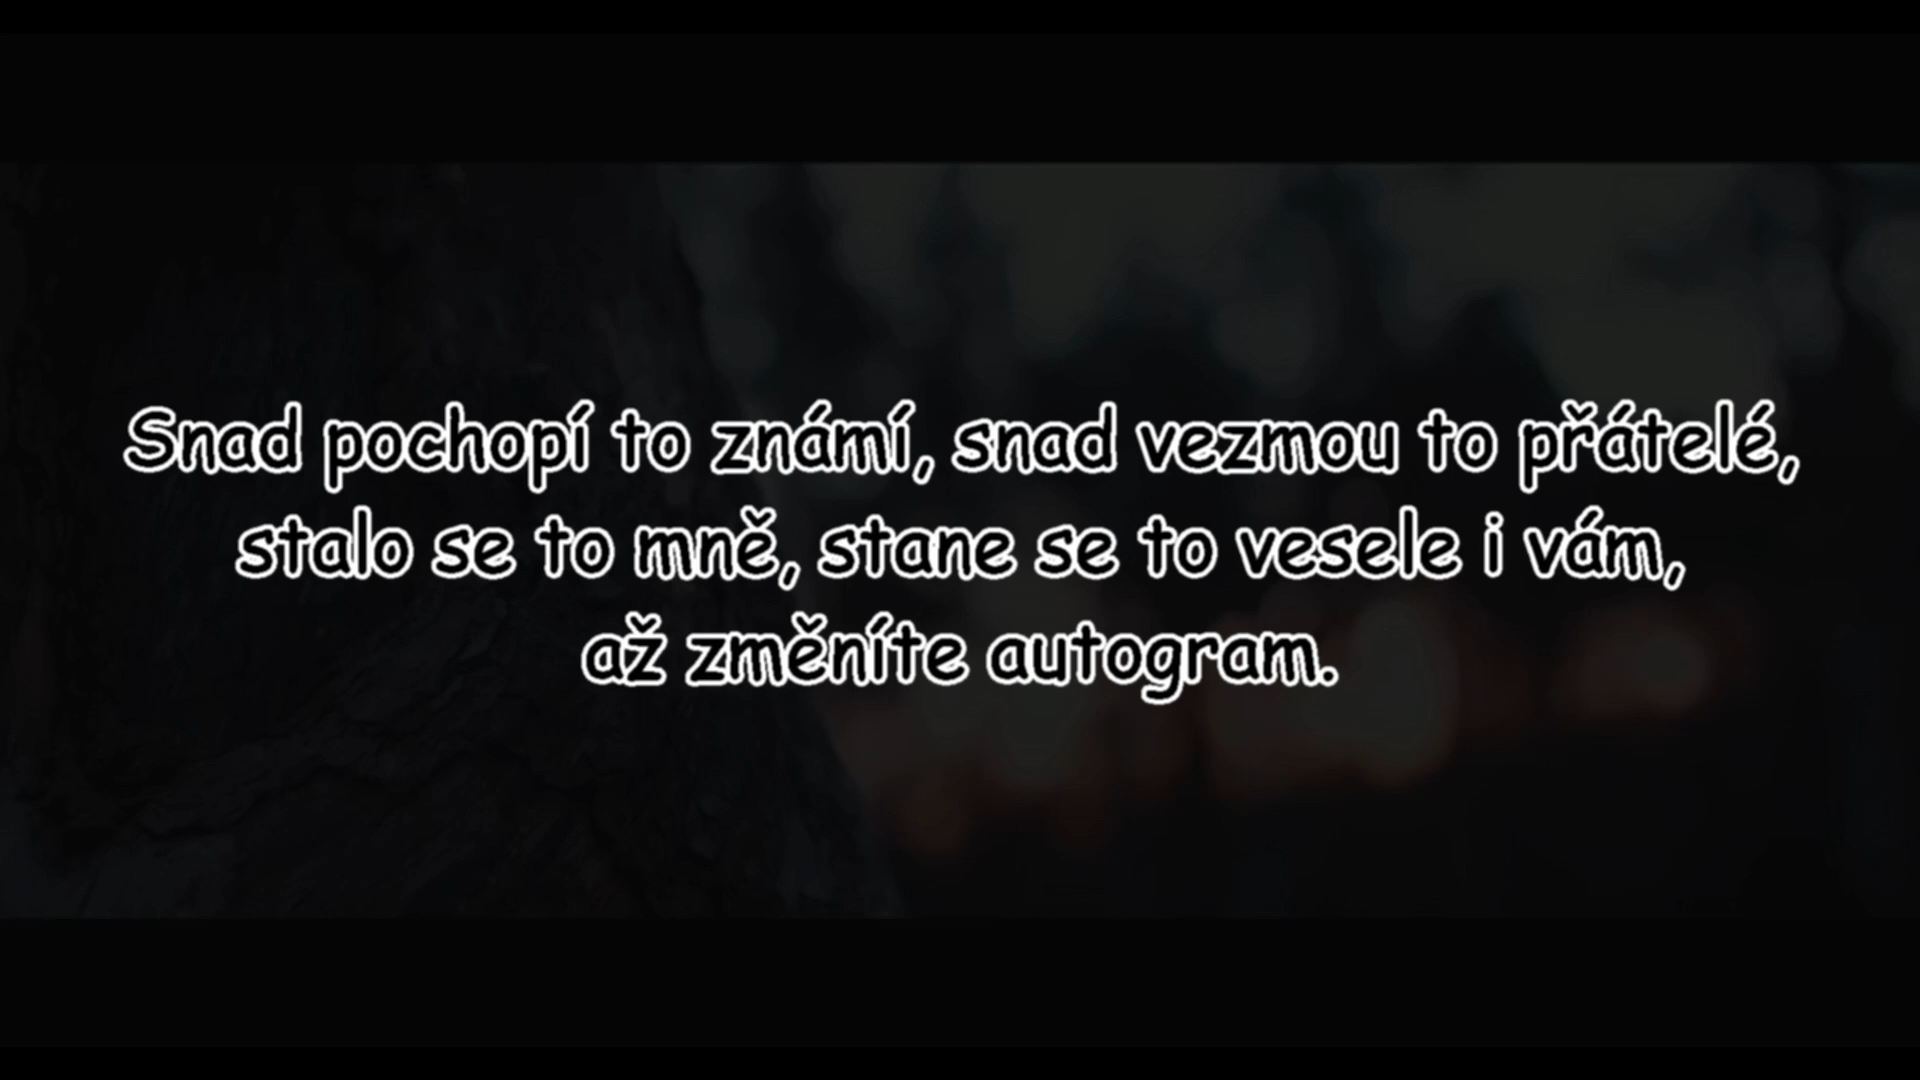 Snad pochopí to známí, snad vezmou to přátelé,
stalo se to mně, stane se to vesele i vám,
až změníte autogram.